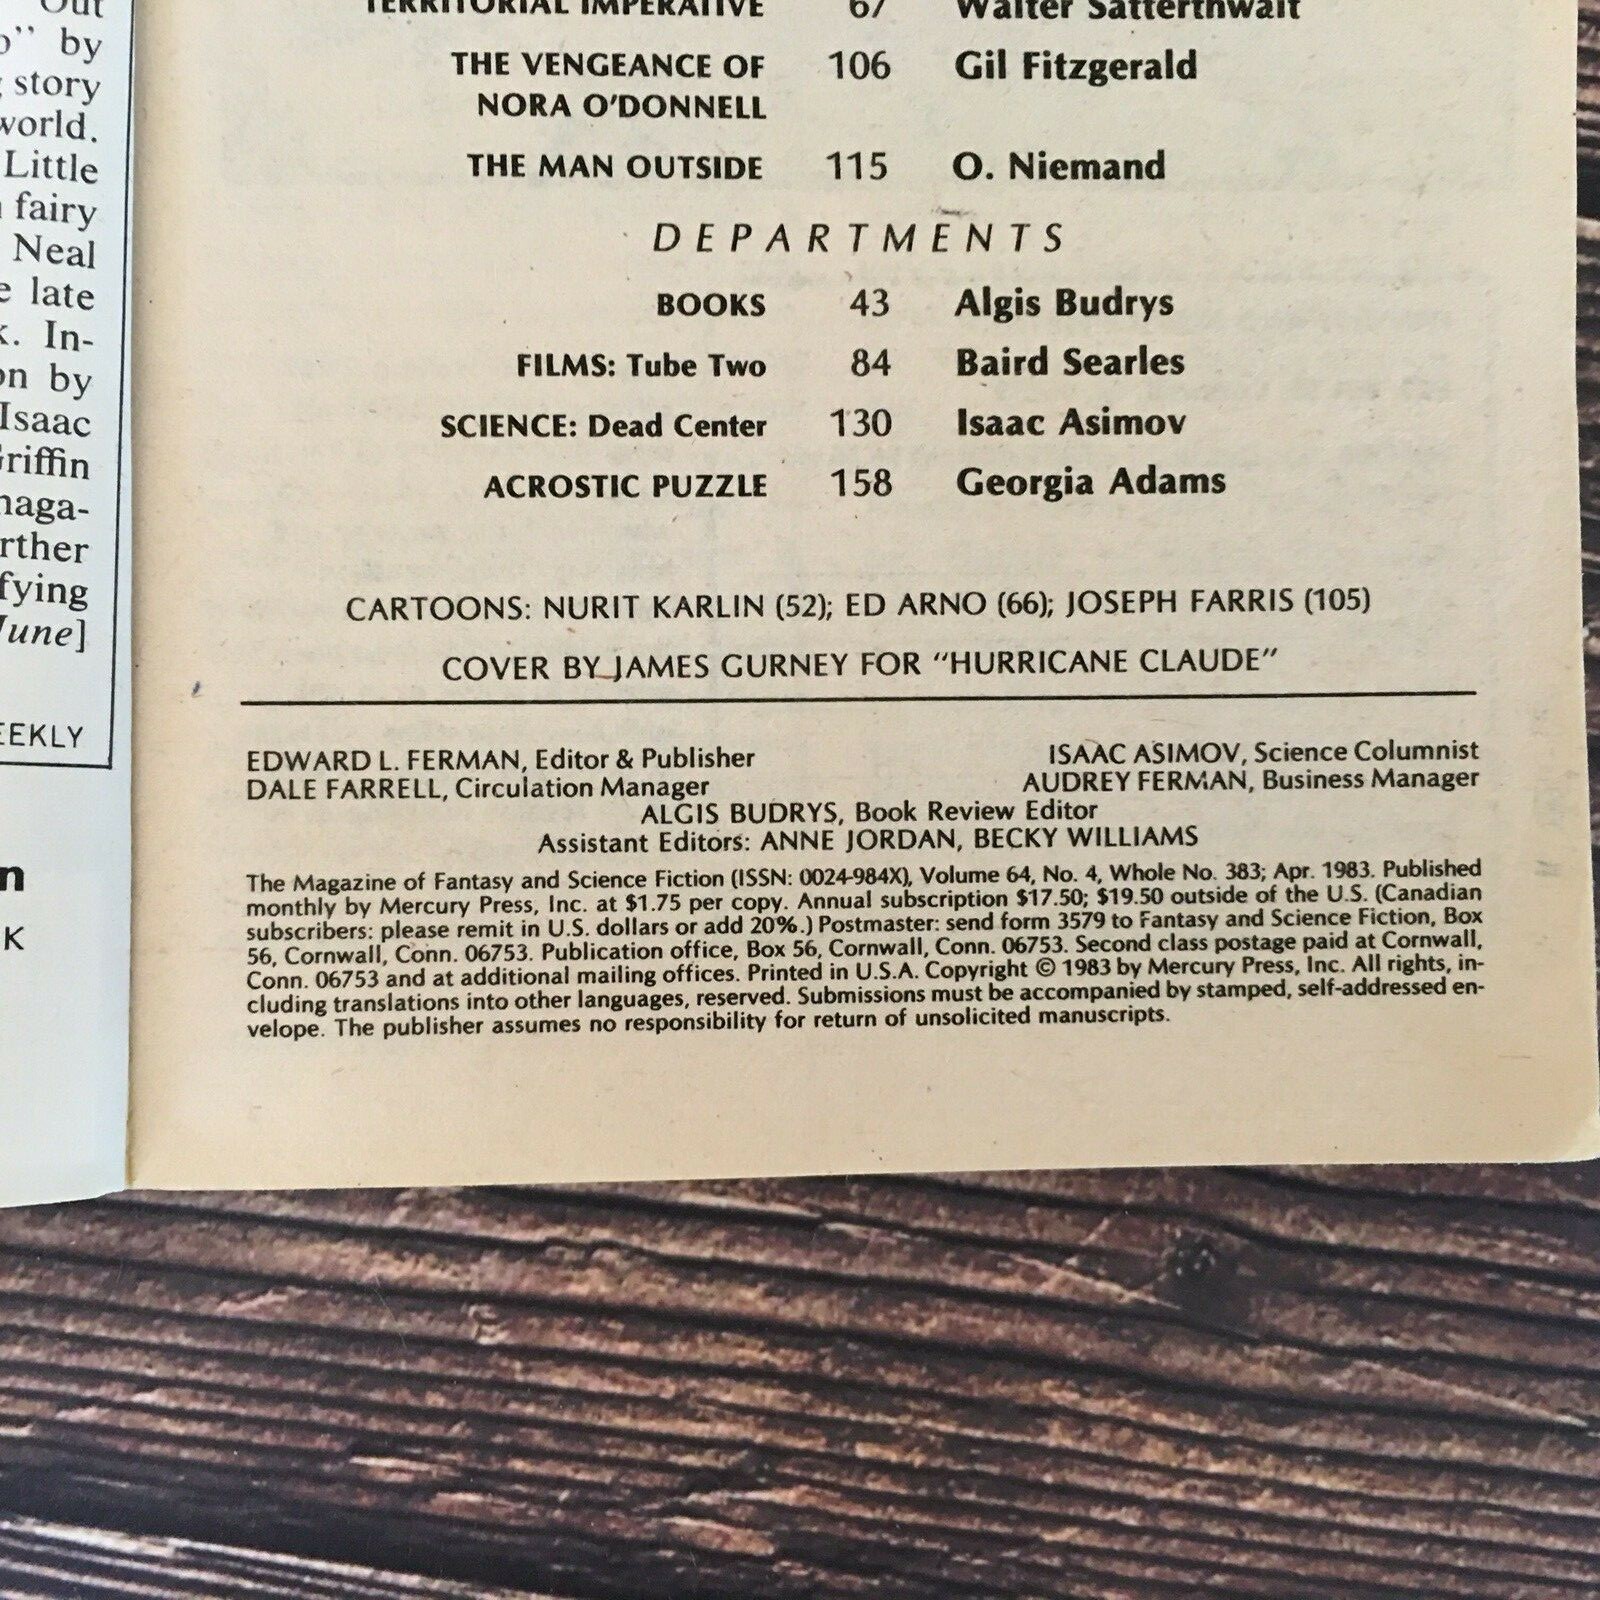 Out
by
story
world.
Little
fairy
Neal
late
In-
by
Isaac
Griffin
rther
fying
June]
EEKLY
n
K
TERRITORIAL IMPERATIVE 67 Walter Satterthwait
THE VENGEANCE OF 106 Gil Fitzgerald
NORA O'DONNELL
THE MAN OUTSIDE 115 O. Niemand
DEPARTMENTS
BOOKS 43 Algis Budrys
FILMS: Tube Two 84 Baird Searles
SCIENCE: Dead Center 130 Isaac Asimov
ACROSTIC PUZZLE 158 Georgia Adams
CARTOONS: NURIT KARLIN (52); ED ARNO (66); JOSEPH FARRIS (105)
COVER BY JAMES GURNEY FOR "HURRICANE CLAUDE"
EDWARD L. FERMAN, Editor & Publisher ISAAC ASIMOV, Science Columnist
DALE FARRELL, Circulation Manager AUDREY FERMAN, Business Manager
ALGIS BUDRYS, Book Review Editor
Assistant Editors: ANNE JORDAN, BECKY WILLIAMS
The Magazine of Fantasy and Science Fiction (ISSN: 0024-984X), Volume 64, No. 4, Whole No. 383; Apr. 1983. Published
monthly by Mercury Press, Inc. at $1.75 per copy. Annual subscription $17.50; $19.50 outside of the U.S. (Canadian
subscribers: please remit in U.S. dollars or add 20%.) Postmaster: send form 3579 to Fantasy and Science Fiction, Box
56, Cornwall, Conn. 06753. Publication office, Box 56, Cornwall, Conn. 06753. Second class postage paid at Cornwall,
Conn. 06753 and at additional mailing offices. Printed in U.S.A. Copyright © 1983 by Mercury Press, Inc. All rights, in-
cluding translations into other languages, reserved. Submissions must be accompanied by stamped, self-addressed en-
velope. The publisher assumes no responsibility for return of unsolicited manuscripts.